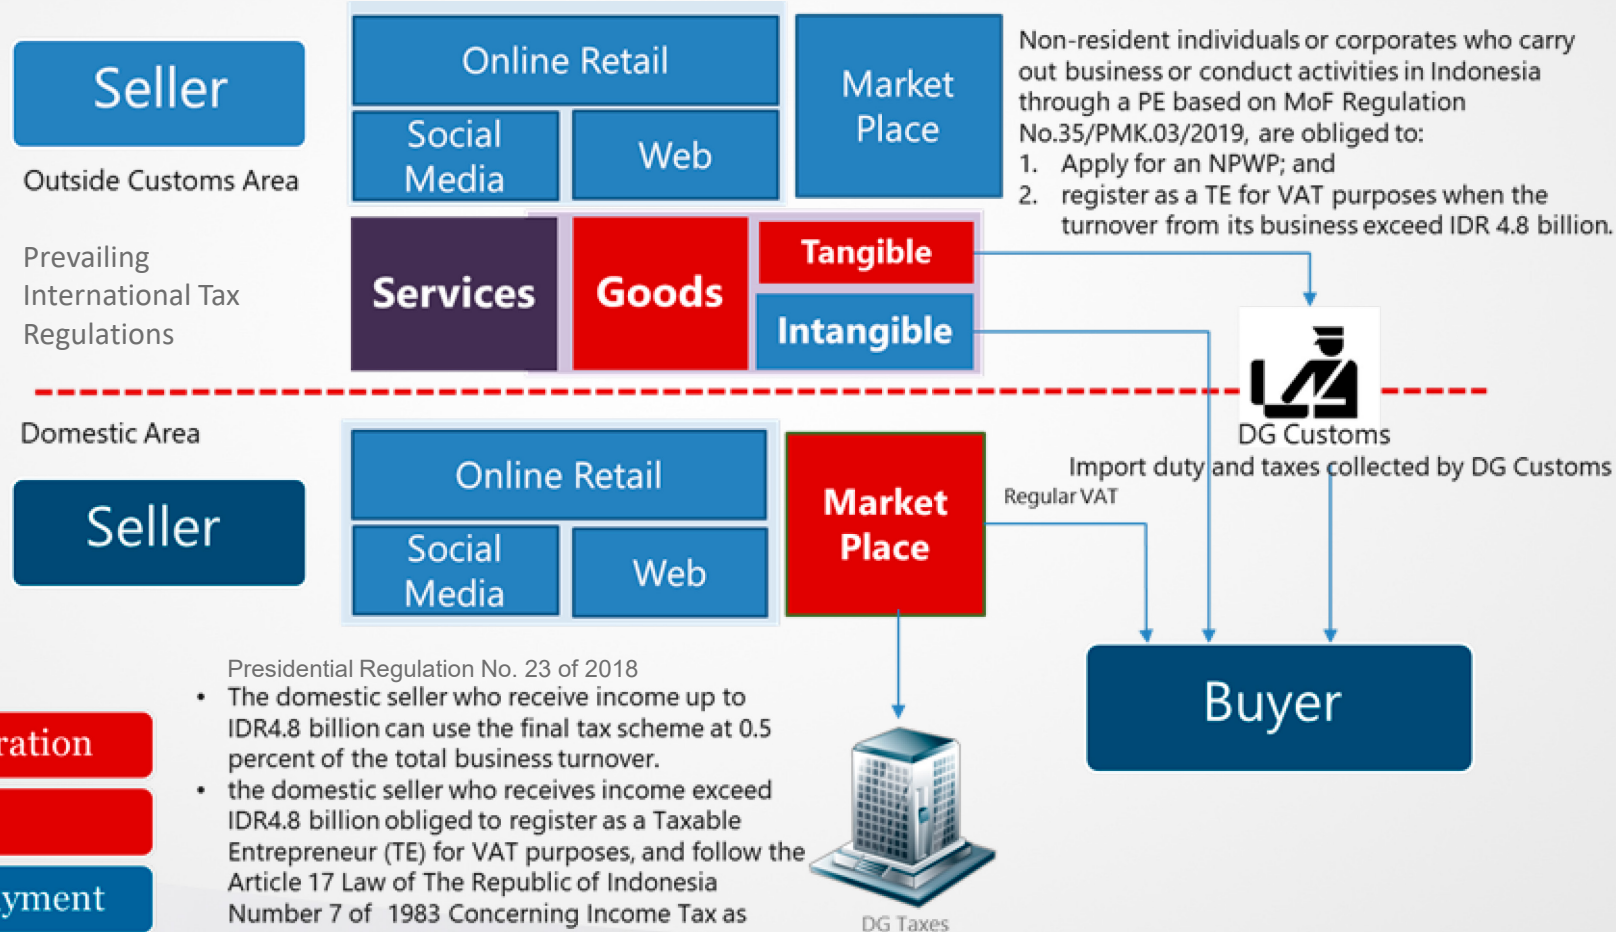 Seller
Outside Customs Area
Prevailing
International Tax
Regulations
Online Retail
Social
Media
Web
Market
Place
Non-resident individuals or corporates who carry
out business or conduct activities in Indonesia
through a PE based on MoF Regulation
No.35/PMK.03/2019, are obliged to:
1. Apply for an NPWP; and
2. register as a TE for VAT purposes when the
turnover from its business exceed IDR 4.8 billion.
Services
Goods
Tangible
Intangible
DG Customs
Import duty and taxes collected by DG Customs
Domestic Area
Seller
Online Retail
Social
Media
Web
Market
Place
Regular VAT
Buyer
Presidential Regulation No. 23 of 2018
• The domestic seller who receive income up to
IDR4.8 billion can use the final tax scheme at 0.5
percent of the total business turnover.
• the domestic seller who receives income exceed
IDR4.8 billion obliged to register as a Taxable
Entrepreneur (TE) for VAT purposes, and follow the
Article 17 Law of The Republic of Indonesia
Number 7 of 1983 Concerning Income Tax as
ration
yment
DG Taxes